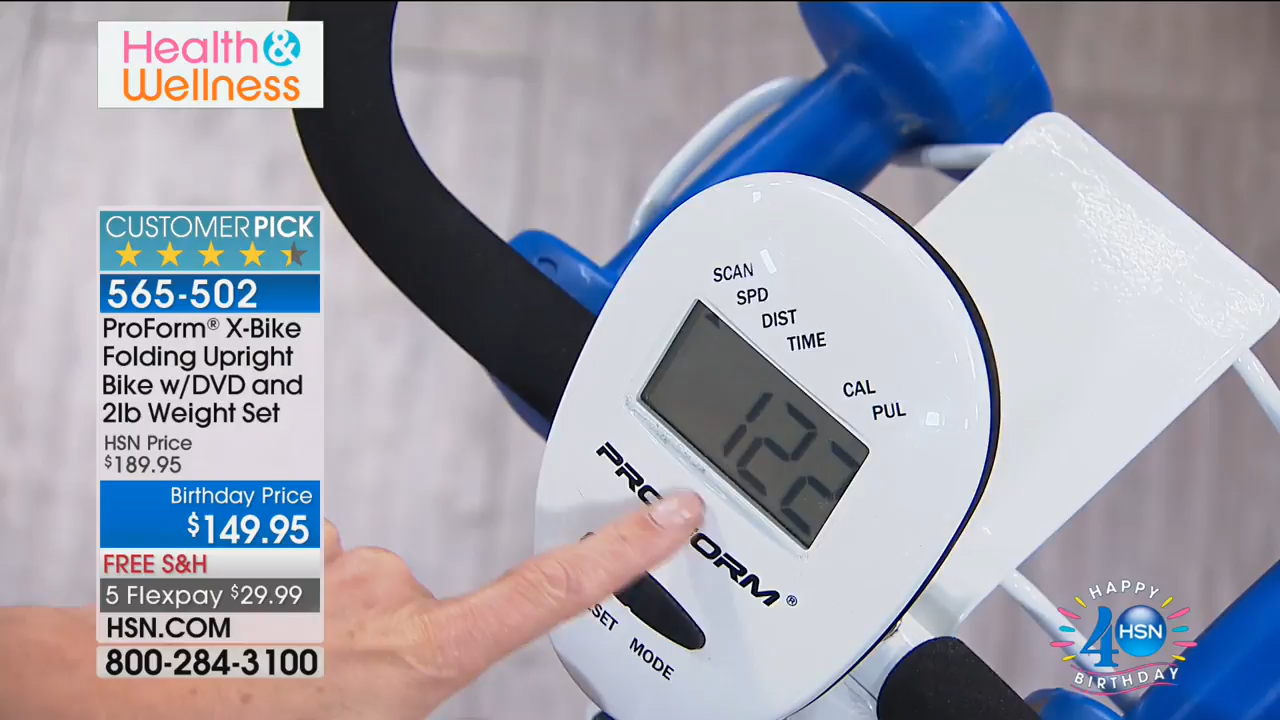 Health &
Wellness
CUSTOMER PICK
565-502
ProForm® X-Bike
Folding Upright
Bike w/DVD and
2lb Weight Set
HSN Price
$189.95
Birthday Price
$149.95
FREE S&H
5 Flexpay $29.99
HSN.COM
800-284-3100
SCAN
SPD
DIST
TIME
CAL
PUL
122
MODE
HAPPY
40 HSN
BIRTHDAY